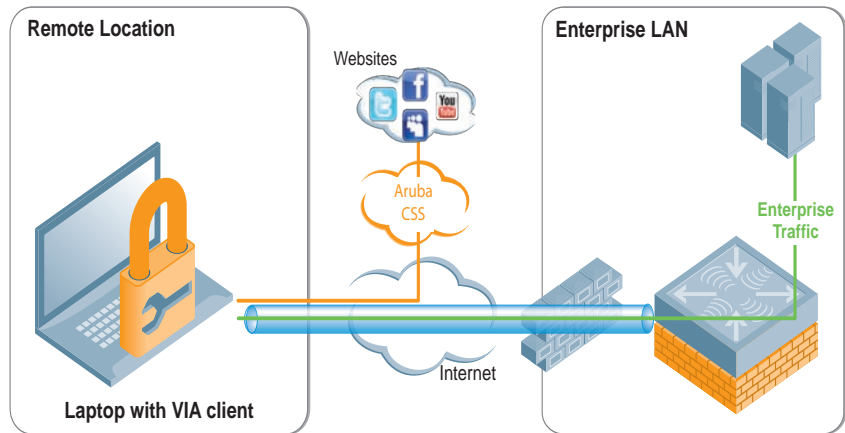 Remote Location
Enterprise LAN
Websites
f
t
You
Tube
Aruba
CSS
Enterprise
Traffic
Internet
Laptop with VIA client